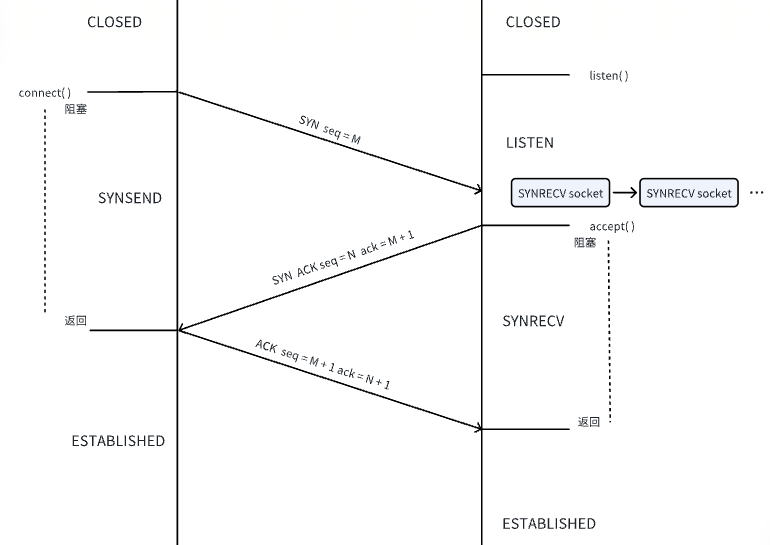 CLOSED
CLOSED
listen()
connect()
阻塞
SYN seq = M
LISTEN
SYNSEND
SYNRECV socket
SYNRECV socket
...
accept()
阻塞
SYN ACK seq = N ack = M + 1
返回
SYNRECV
ACK seq = M + 1 ack = N + 1
返回
ESTABLISHED
ESTABLISHED